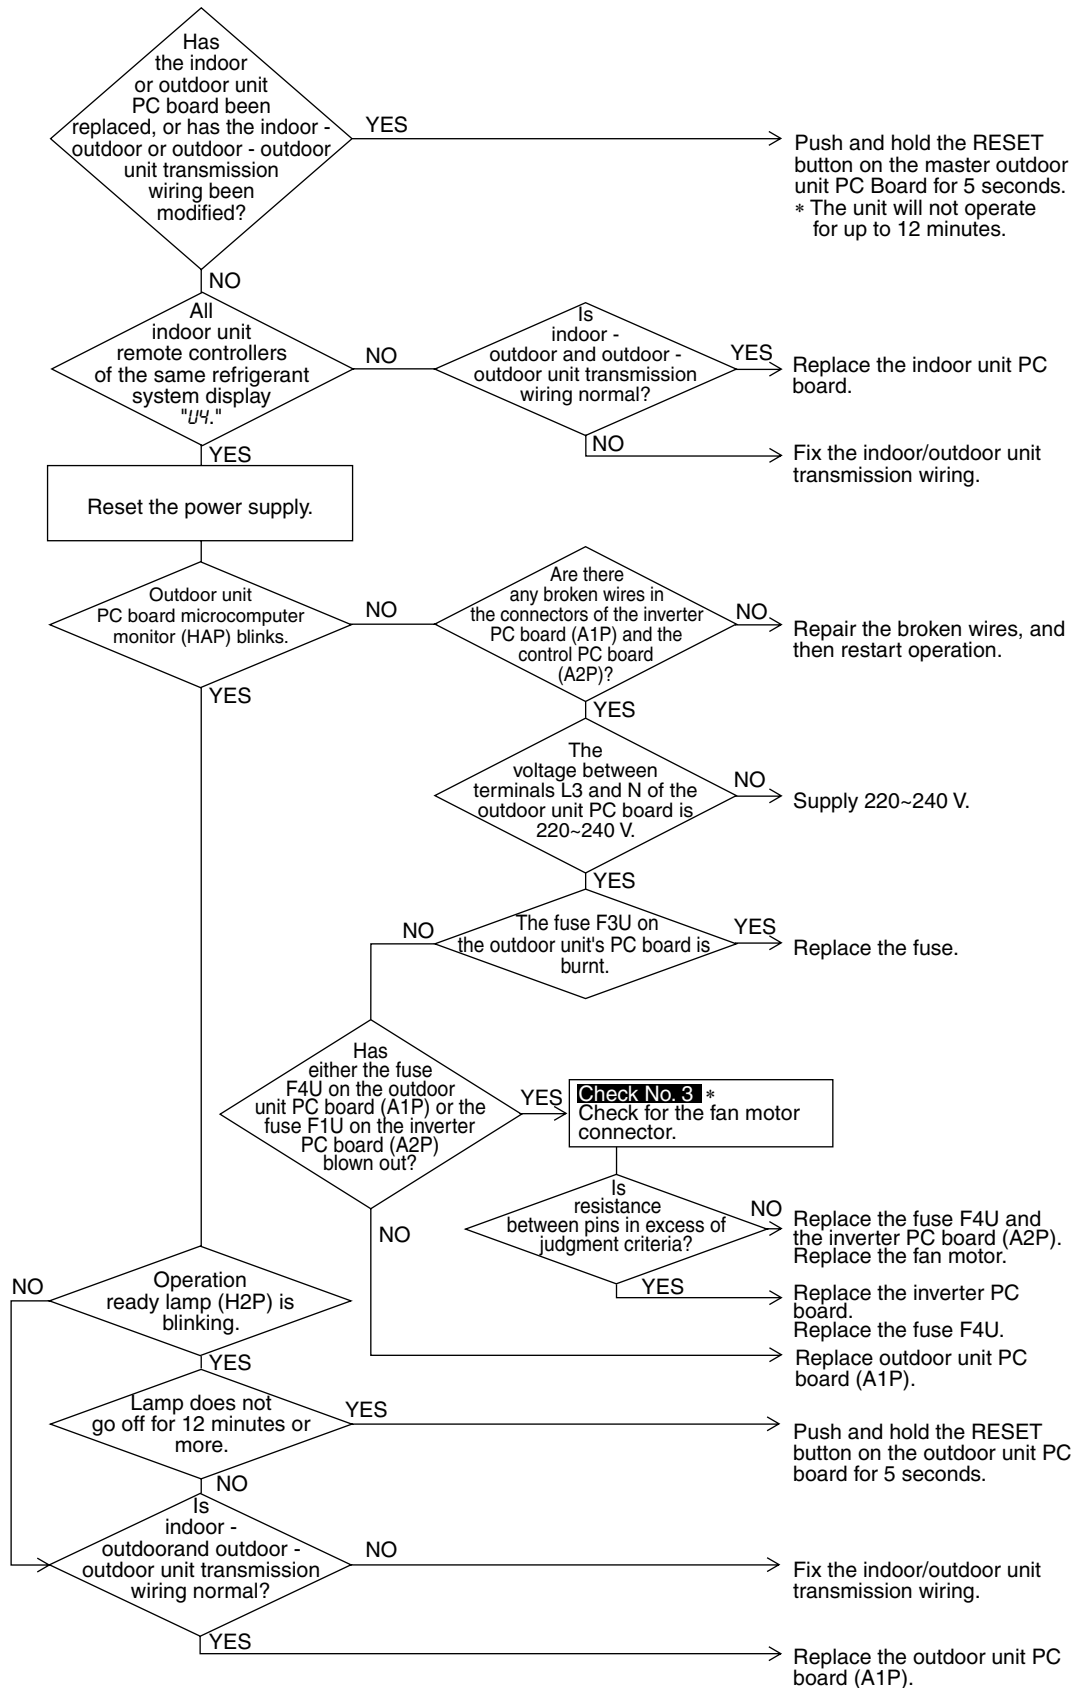 Has
the indoor
or outdoor unit
PC board been
replaced, or has the indoor -
outdoor or outdoor - outdoor
unit transmission
wiring been
modified?
YES
Push and hold the RESET
button on the master outdoor
unit PC Board for 5 seconds.
* The unit will not operate
for up to 12 minutes.
NO
All
indoor unit
remote controllers
of the same refrigerant
system display
"U4."
NO
Is
indoor -
outdoor and outdoor -
outdoor unit transmission
wiring normal?
YES
Replace the indoor unit PC
board.
NO
Fix the indoor/outdoor unit
transmission wiring.
YES
Reset the power supply.
Outdoor unit
PC board microcomputer
monitor (HAP) blinks.
NO
Are there
any broken wires in
the connectors of the inverter
PC board (A1P) and the
control PC board
(A2P)?
NO
Repair the broken wires, and
then restart operation.
YES
YES
The
voltage between
terminals L3 and N of the
outdoor unit PC board is
220~240 V.
NO
Supply 220~240 V.
YES
The fuse F3U on
the outdoor unit's PC board is
burnt.
NO
YES
Replace the fuse.
Has
either the fuse
F4U on the outdoor
unit PC board (A1P) or the
fuse F1U on the inverter
PC board (A2P)
blown out?
YES
Check No. 3 *
Check for the fan motor
connector.
Is
resistance
between pins in excess of
judgment criteria?
NO
Replace the fuse F4U and
the inverter PC board (A2P).
Replace the fan motor.
YES
Replace the inverter PC
board.
Replace the fuse F4U.
NO
Replace outdoor unit PC
board (A1P).
Operation
ready lamp (H2P) is
blinking.
NO
YES
Lamp does not
go off for 12 minutes or
more.
YES
Push and hold the RESET
button on the outdoor unit PC
board for 5 seconds.
NO
Is
indoor -
outdoorand outdoor -
outdoor unit transmission
wiring normal?
NO
Fix the indoor/outdoor unit
transmission wiring.
YES
Replace the outdoor unit PC
board (A1P).